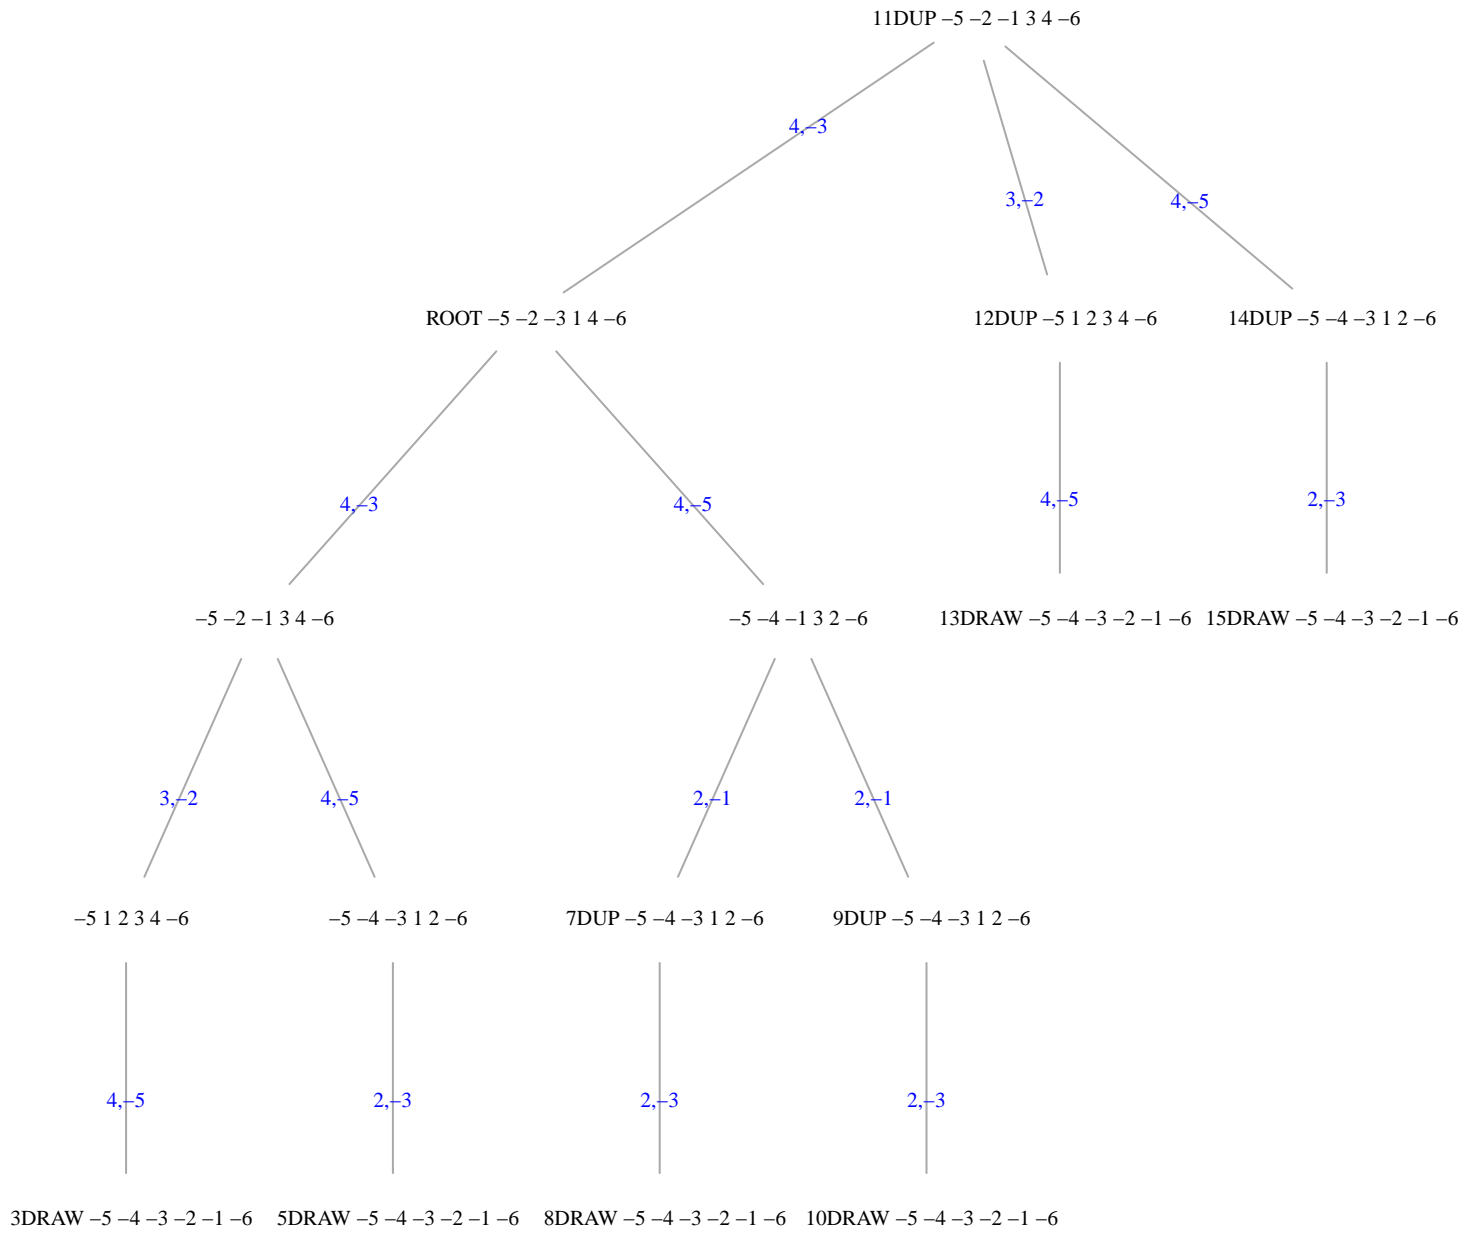 11DUP –5 –2 –1 3 4 –6
4,–3
3,–2
4,–5
ROOT –5 –2 –3 1 4 –6
12DUP –5 1 2 3 4 –6
14DUP –5 –4 –3 1 2 –6
4,–3
4,–5
4,–5
2,–3
–5 –2 –1 3 4 –6
–5 –4 –1 3 2 –6
13DRAW –5 –4 –3 –2 –1 –6
15DRAW –5 –4 –3 –2 –1 –6
3,–2
4,–5
2,–1
2,–1
–5 1 2 3 4 –6
–5 –4 –3 1 2 –6
7DUP –5 –4 –3 1 2 –6
9DUP –5 –4 –3 1 2 –6
4,–5
2,–3
2,–3
2,–3
3DRAW –5 –4 –3 –2 –1 –6
5DRAW –5 –4 –3 –2 –1 –6
8DRAW –5 –4 –3 –2 –1 –6
10DRAW –5 –4 –3 –2 –1 –6